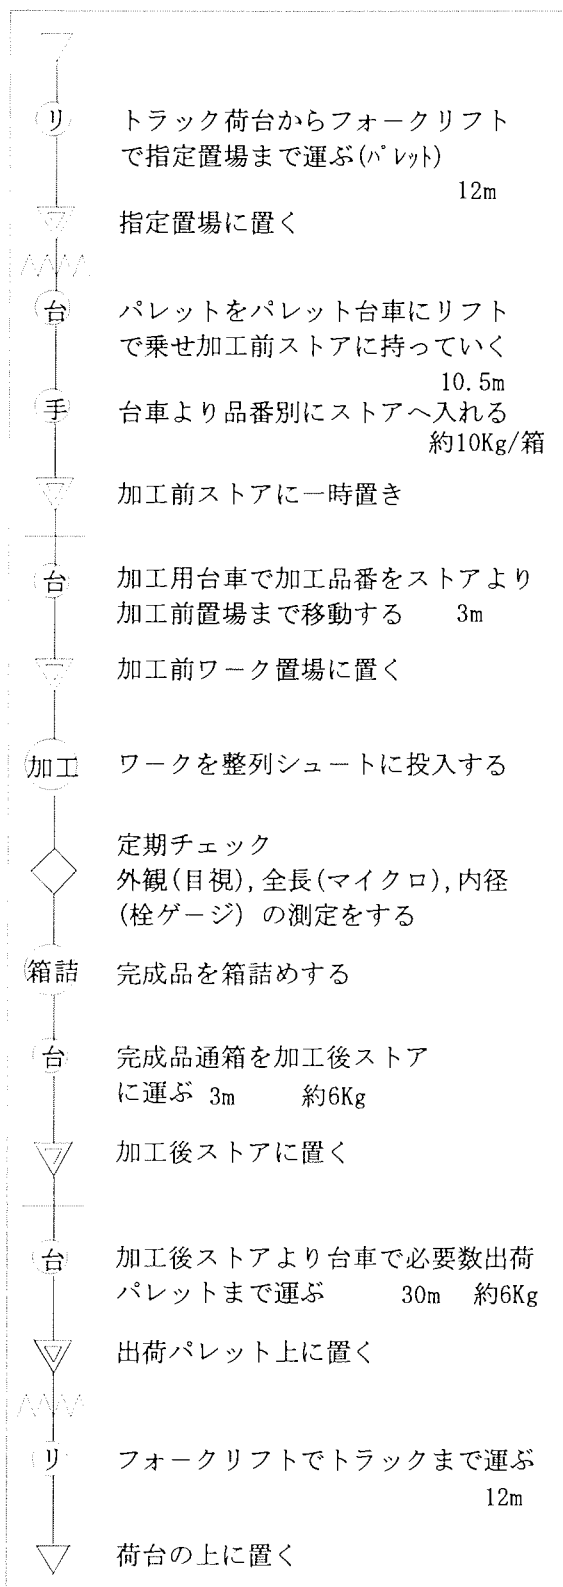 リ トラック荷台からフォークリフト
で指定置場まで運ぶ(パレット)
12m
指定置場に置く
台 パレットをパレット台車にリフト
で乗せ加工前ストアに持っていく
10.5m
手 台車より品番別にストアへ入れる
約10Kg/箱
加工前ストアに一時置き
台 加工用台車で加工品番をストアより
加工前置場まで移動する 3m
加工前ワーク置場に置く
加工 ワークを整列シュートに投入する
定期チェック
外観(目視),全長(マイクロ),内径
(栓ゲージ) の測定をする
箱詰 完成品を箱詰めする
台 完成品通箱を加工後ストア
に運ぶ 3m 約6Kg
加工後ストアに置く
台 加工後ストアより台車で必要数出荷
パレットまで運ぶ 30m 約6Kg
出荷パレット上に置く
リ フォークリフトでトラックまで運ぶ
12m
荷台の上に置く